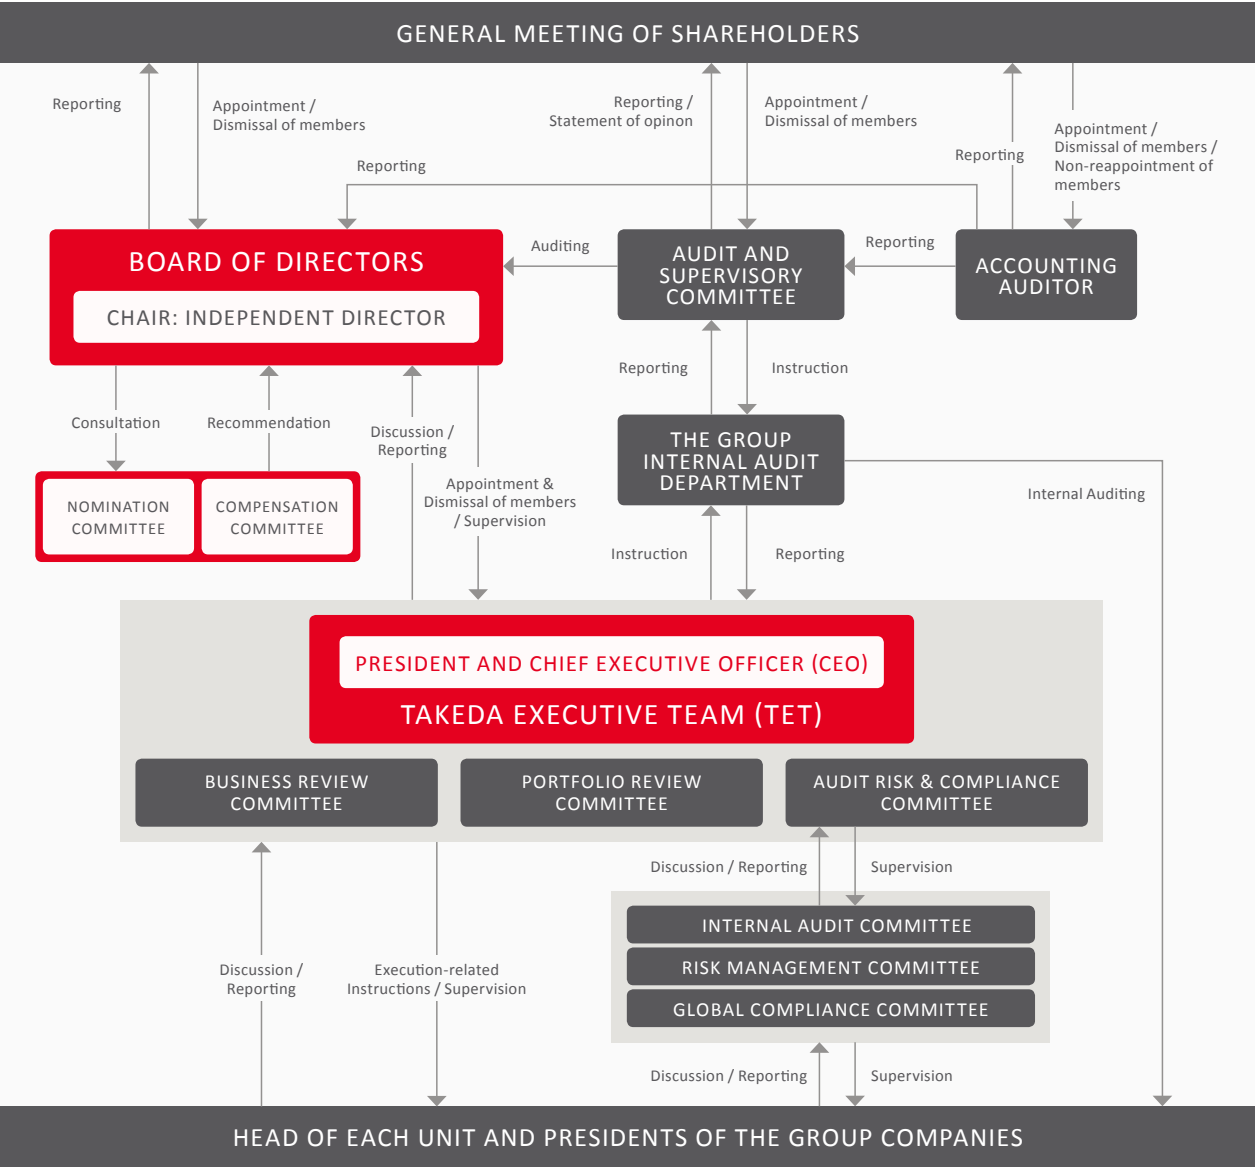 GENERAL MEETING OF SHAREHOLDERS
Reporting
Appointment /
Dismissal of members
Reporting /
Statement of opinon
Appointment /
Dismissal of members
Reporting
Appointment /
Dismissal of members /
Non-reappointment of
members
Reporting
BOARD OF DIRECTORS
CHAIR: INDEPENDENT DIRECTOR
Auditing
AUDIT AND
SUPERVISORY
COMMITTEE
Reporting
ACCOUNTING
AUDITOR
Reporting
Instruction
Consultation
Recommendation
Discussion /
Reporting
Appointment &
Dismissal of members
/ Supervision
THE GROUP
INTERNAL AUDIT
DEPARTMENT
Internal Auditing
NOMINATION
COMMITTEE
COMPENSATION
COMMITTEE
Instruction
Reporting
PRESIDENT AND CHIEF EXECUTIVE OFFICER (CEO)
TAKEDA EXECUTIVE TEAM (TET)
BUSINESS REVIEW
COMMITTEE
PORTFOLIO REVIEW
COMMITTEE
AUDIT RISK & COMPLIANCE
COMMITTEE
Discussion / Reporting
Supervision
INTERNAL AUDIT COMMITTEE
RISK MANAGEMENT COMMITTEE
GLOBAL COMPLIANCE COMMITTEE
Discussion /
Reporting
Execution-related
Instructions / Supervision
Discussion / Reporting
Supervision
HEAD OF EACH UNIT AND PRESIDENTS OF THE GROUP COMPANIES